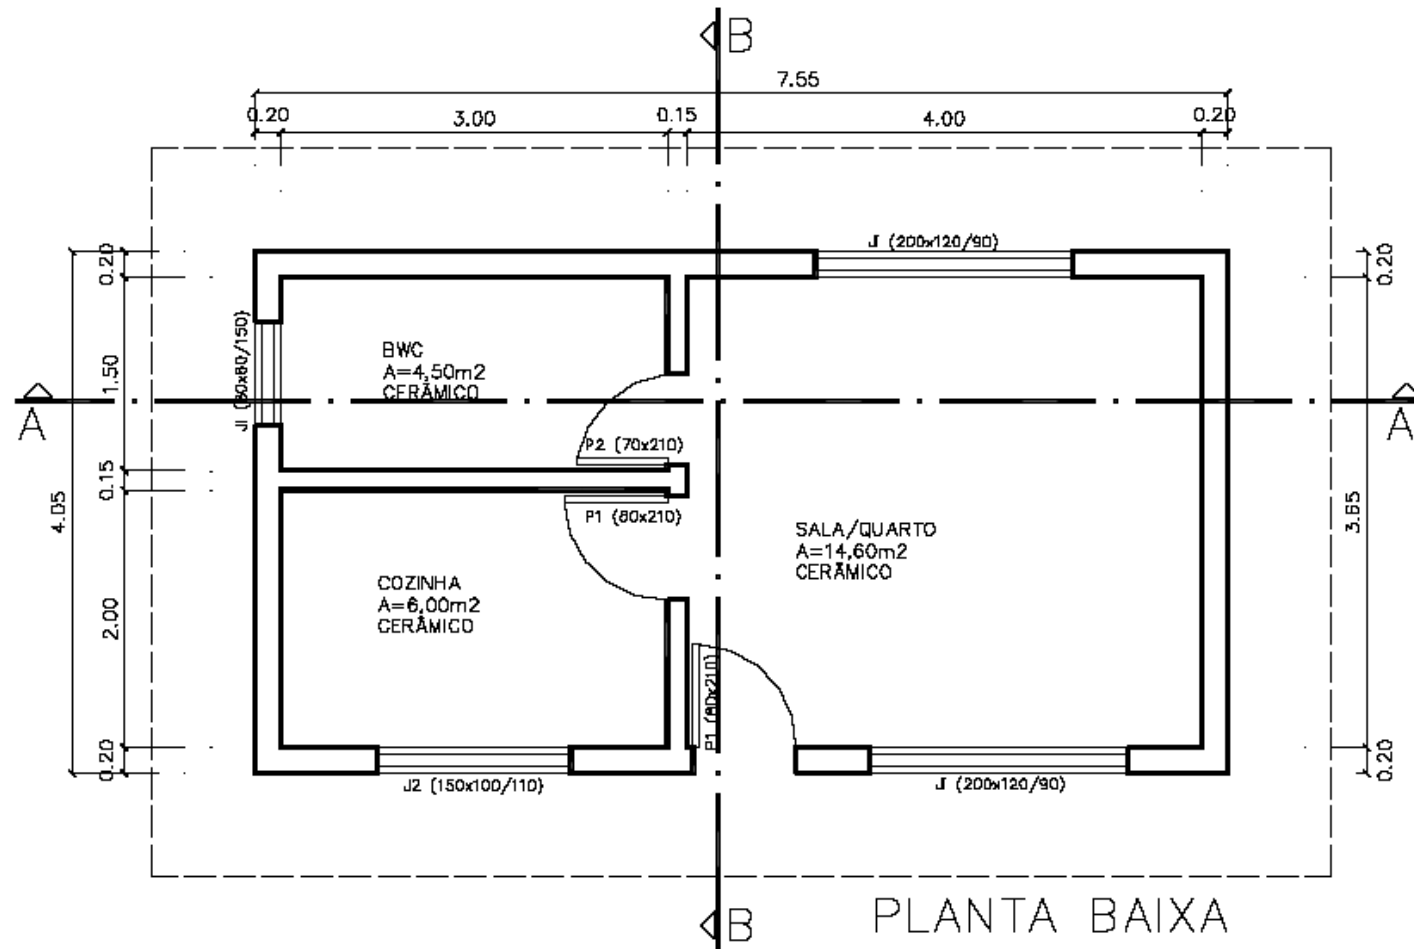 B
7.55
0.20
3.00
0.15
4.00
0.20
J1 (200x120/90)
0.20
0.20
BWC
A=4,50m2
CERÂMICO
1.50
A
A
P2 (70x210)
0.15
4.05
P1 (80x210)
3.65
SALA/QUARTO
A=14,60m2
CERÂMICO
COZINHA
A=6,00m2
CERÂMICO
2.00
P1 (80x210)
0.20
0.20
J2 (150x100/110)
J1 (200x120/90)
B
PLANTA BAIXA